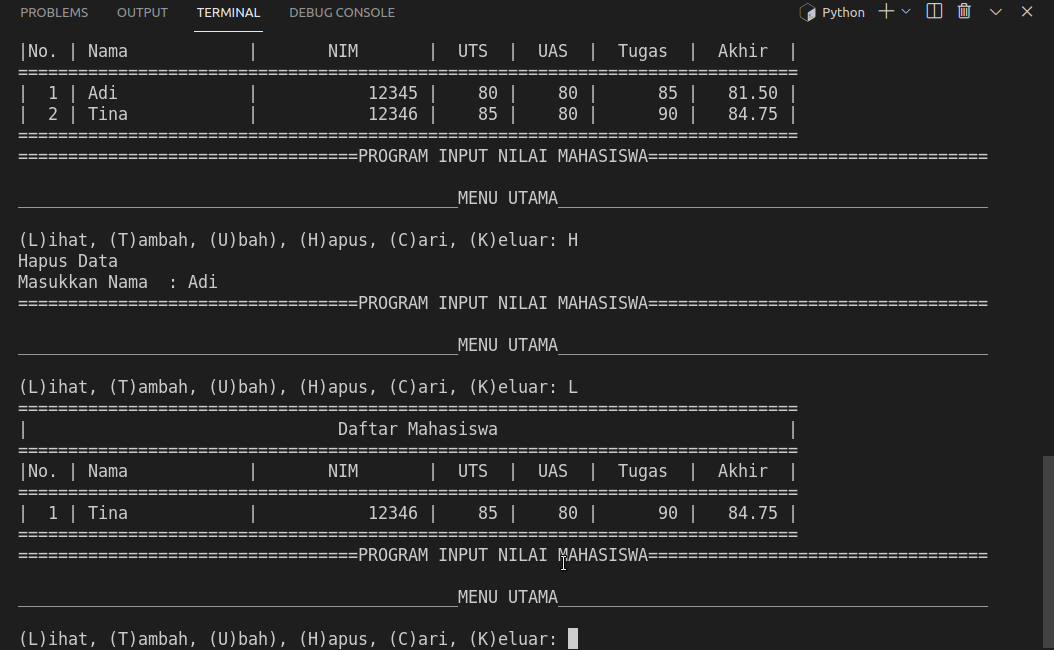 PROBLEMS OUTPUT TERMINAL DEBUG CONSOLE Python
|No. | Nama            |       NIM       |  UTS  |  UAS  |  Tugas  |  Akhir  |
==============================================================================
|  1 | Adi             |           12345 |    80 |    80 |      85 |   81.50 |
|  2 | Tina            |           12346 |    85 |    80 |      90 |   84.75 |
==============================================================================
==================================PROGRAM INPUT NILAI MAHASISWA==================================
____________________________________________MENU UTAMA___________________________________________
(L)ihat, (T)ambah, (U)bah), (H)apus, (C)ari, (K)eluar: H
Hapus Data
Masukkan Nama  : Adi
==================================PROGRAM INPUT NILAI MAHASISWA==================================
____________________________________________MENU UTAMA___________________________________________
(L)ihat, (T)ambah, (U)bah), (H)apus, (C)ari, (K)eluar: L
==============================================================================
|                               Daftar Mahasiswa                             |
==============================================================================
|No. | Nama            |       NIM       |  UTS  |  UAS  |  Tugas  |  Akhir  |
==============================================================================
|  1 | Tina            |           12346 |    85 |    80 |      90 |   84.75 |
==============================================================================
==================================PROGRAM INPUT NILAI MAHASISWA==================================
____________________________________________MENU UTAMA___________________________________________
(L)ihat, (T)ambah, (U)bah), (H)apus, (C)ari, (K)eluar: